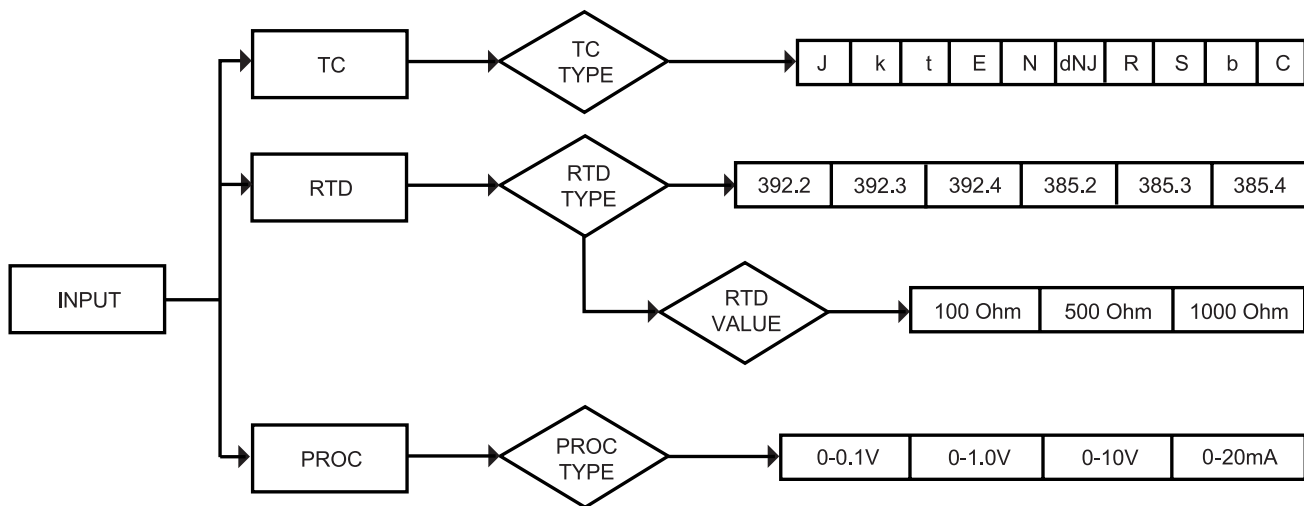 TC
TC
TYPE
J k t E N dNJ R S b C
RTD
RTD
TYPE
392.2 392.3 392.4 385.2 385.3 385.4
INPUT
RTD
VALUE
100 Ohm 500 Ohm 1000 Ohm
PROC
PROC
TYPE
0-0.1V 0-1.0V 0-10V 0-20mA